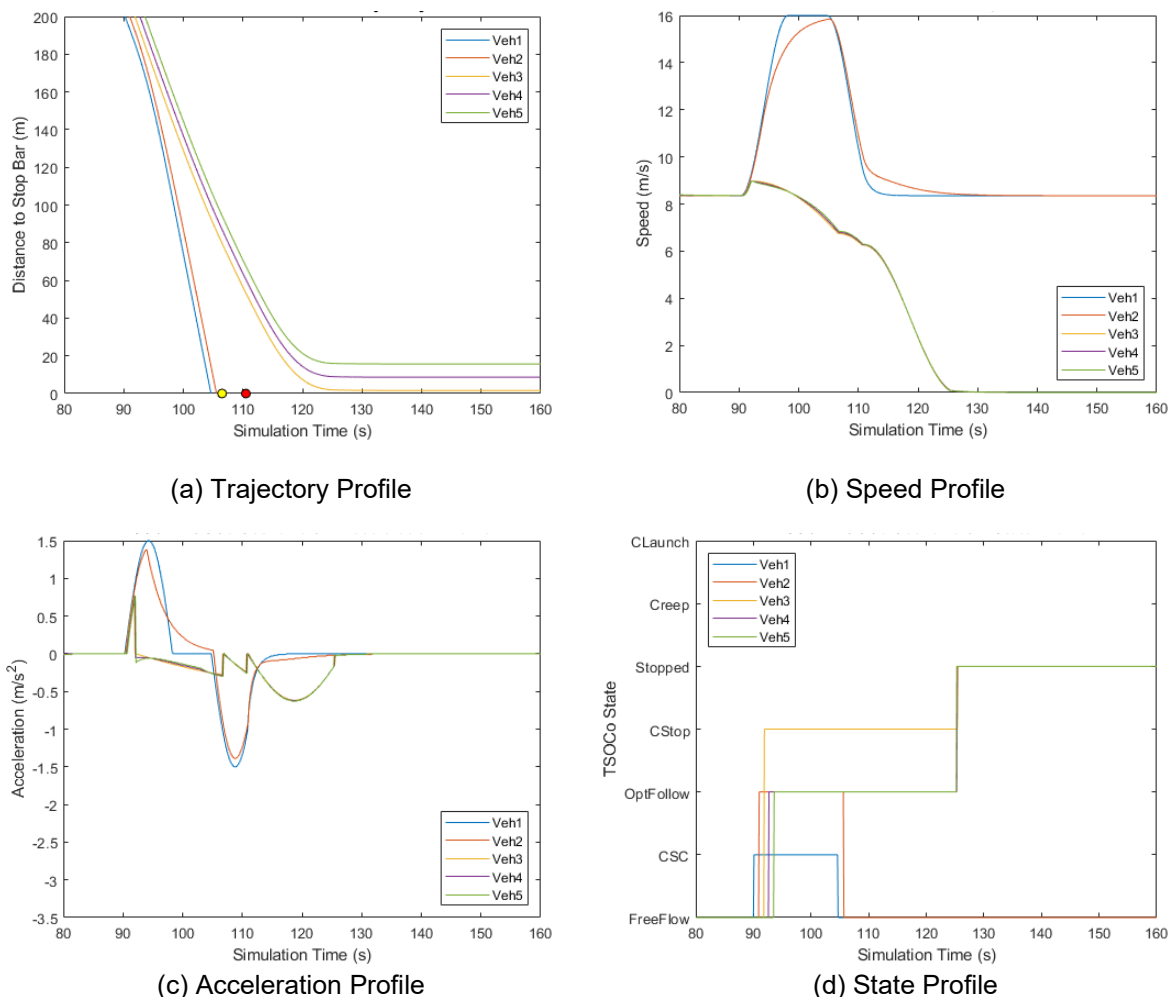 200
180
160
140
120
100
80
60
40
20
0
Distance to Stop Bar (m)
80 90 100 110 120 130 140 150 160
Simulation Time (s)
Veh1
Veh2
Veh3
Veh4
Veh5
(a) Trajectory Profile
16
14
12
10
8
6
4
2
0
Speed (m/s)
80 90 100 110 120 130 140 150 160
Simulation Time (s)
Veh1
Veh2
Veh3
Veh4
Veh5
(b) Speed Profile
1.5
1
0.5
0
-0.5
-1
-1.5
-2
-2.5
-3
-3.5
Acceleration (m/s²)
80 90 100 110 120 130 140 150 160
Simulation Time (s)
Veh1
Veh2
Veh3
Veh4
Veh5
(c) Acceleration Profile
CLaunch
Creep
Stopped
CStop
OptFollow
CSC
FreeFlow
TSOCo State
80 90 100 110 120 130 140 150 160
Simulation Time (s)
Veh1
Veh2
Veh3
Veh4
Veh5
(d) State Profile